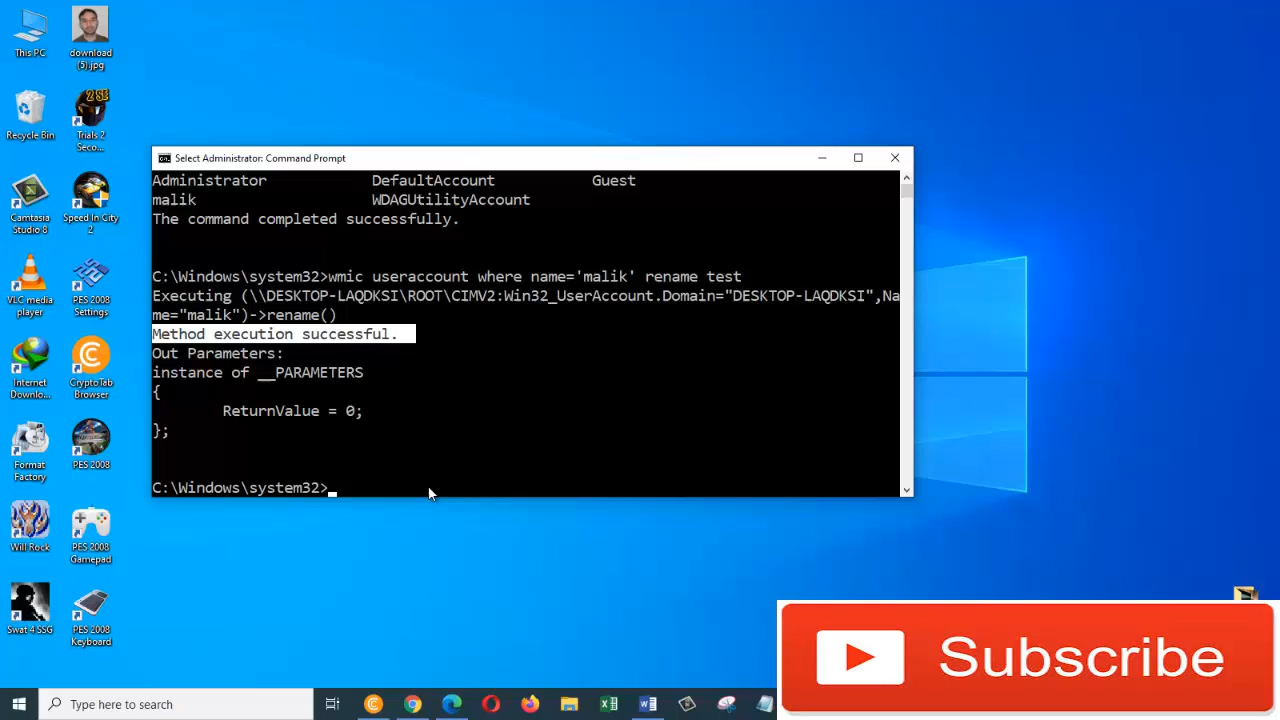 This PC
download
(5).jpg
Recycle Bin
Trials 2
Seco...
Camtasia
Studio 8
Speed In City
2
VLC media
player
PES 2008
Settings
Internet
Downlo...
CryptoTab
Browser
Format
Factory
PES 2008
Will Rock
PES 2008
Gamepad
Swat 4 SSG
PES 2008
Keyboard
Select Administrator: Command Prompt
Administrator DefaultAccount Guest
malik WDAGUtilityAccount
The command completed successfully.
C:\Windows\system32>wmic useraccount where name='malik' rename test
Executing (\\DESKTOP-LAQDKSI\ROOT\CIMV2:Win32_UserAccount.Domain="DESKTOP-LAQDKSI",Na
me="malik")->rename()
Method execution successful.
Out Parameters:
instance of __PARAMETERS
{
ReturnValue = 0;
};
C:\Windows\system32>
Subscribe
Type here to search